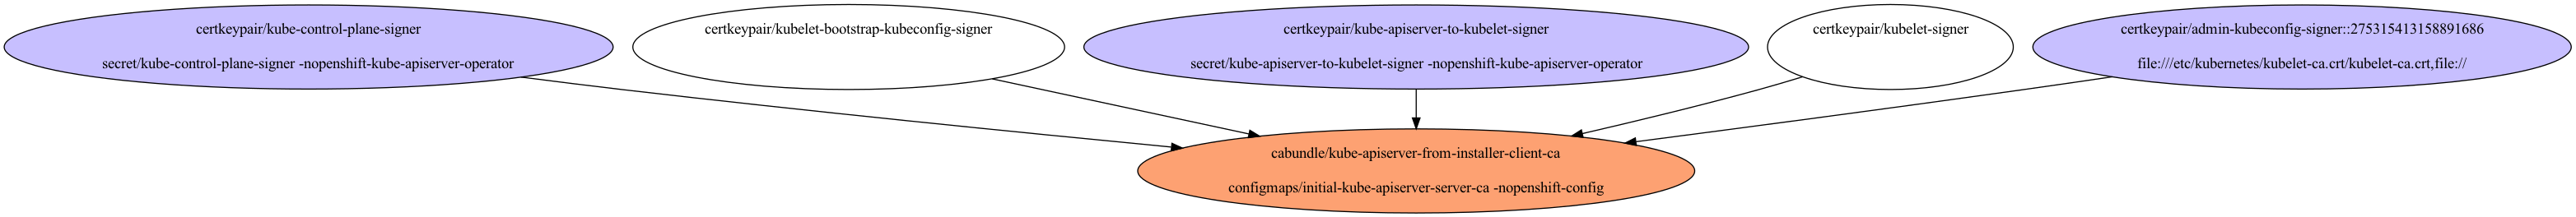 certkeypair/kube-control-plane-signer
secret/kube-control-plane-signer -nopenshift-kube-apiserver-operator
certkeypair/kubelet-bootstrap-kubeconfig-signer
certkeypair/kube-apiserver-to-kubelet-signer
secret/kube-apiserver-to-kubelet-signer -nopenshift-kube-apiserver-operator
certkeypair/kubelet-signer
certkeypair/admin-kubeconfig-signer::275315413158891686
file:///etc/kubernetes/kubelet-ca.crt/kubelet-ca.crt,file://
cabundle/kube-apiserver-from-installer-client-ca
configmaps/initial-kube-apiserver-server-ca -nopenshift-config